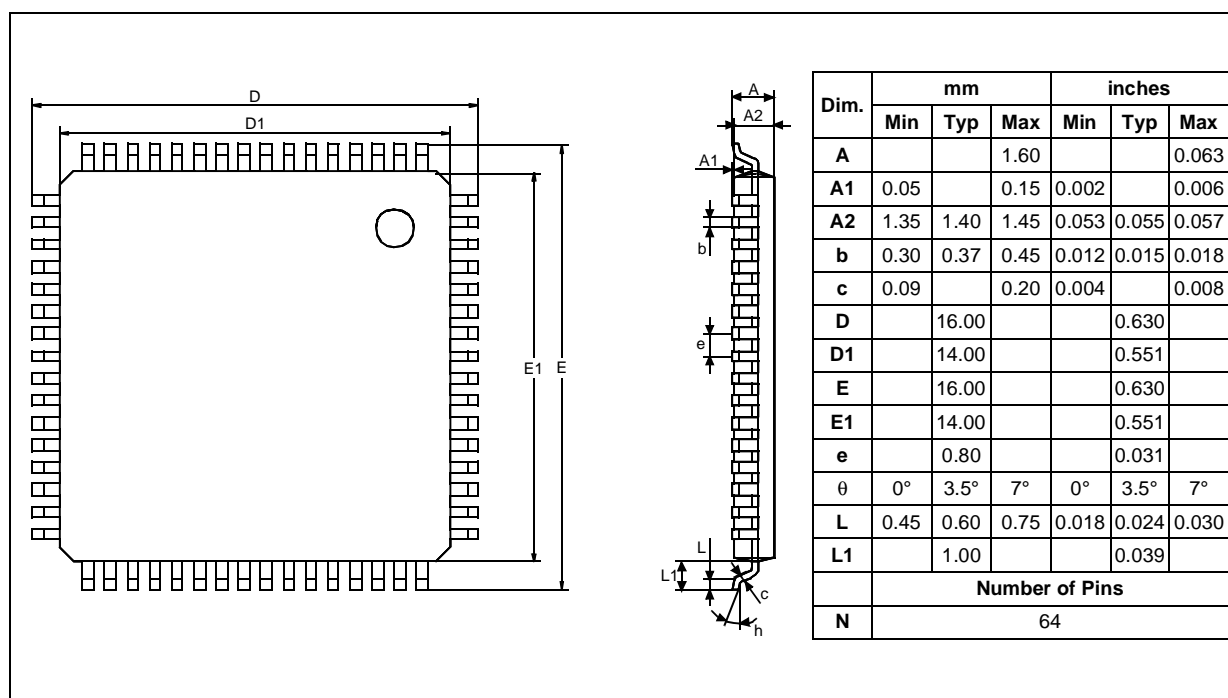 D
D1
E1
E
A
A2
A1
b
e
L
L1
c
h
Dim. mm inches
Min Typ Max Min Typ Max
A 1.60 0.063
A1 0.05 0.15 0.002 0.006
A2 1.35 1.40 1.45 0.053 0.055 0.057
b 0.30 0.37 0.45 0.012 0.015 0.018
c 0.09 0.20 0.004 0.008
D 16.00 0.630
D1 14.00 0.551
E 16.00 0.630
E1 14.00 0.551
e 0.80 0.031
θ 0° 3.5° 7° 0° 3.5° 7°
L 0.45 0.60 0.75 0.018 0.024 0.030
L1 1.00 0.039
Number of Pins
N 64